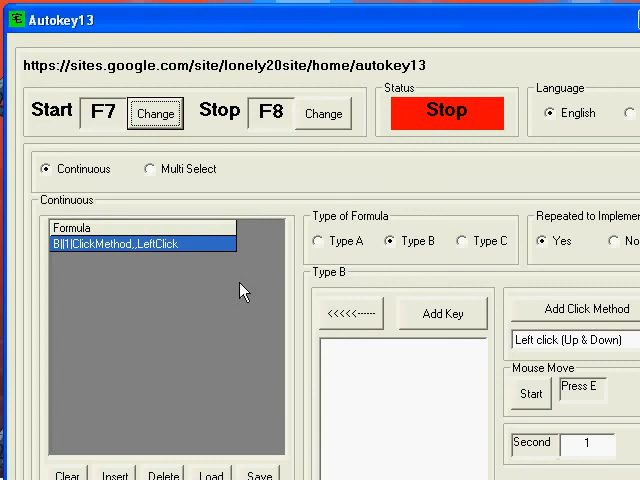 Autokey13
https://sites.google.com/site/lonely20site/home/autokey13
Start F7 Change Stop F8 Change
Status
Stop
Language
English
Continuous Multi Select
Continuous
Formula
B||1|ClickMethod,,LeftClick
Type of Formula
Type A Type B Type C
Repeated to Implemen
Yes No
Type B
<<<<<------ Add Key
Add Click Method
Left click (Up & Down)
Mouse Move
Start Press E
Second 1
Clear Insert Delete Load Save